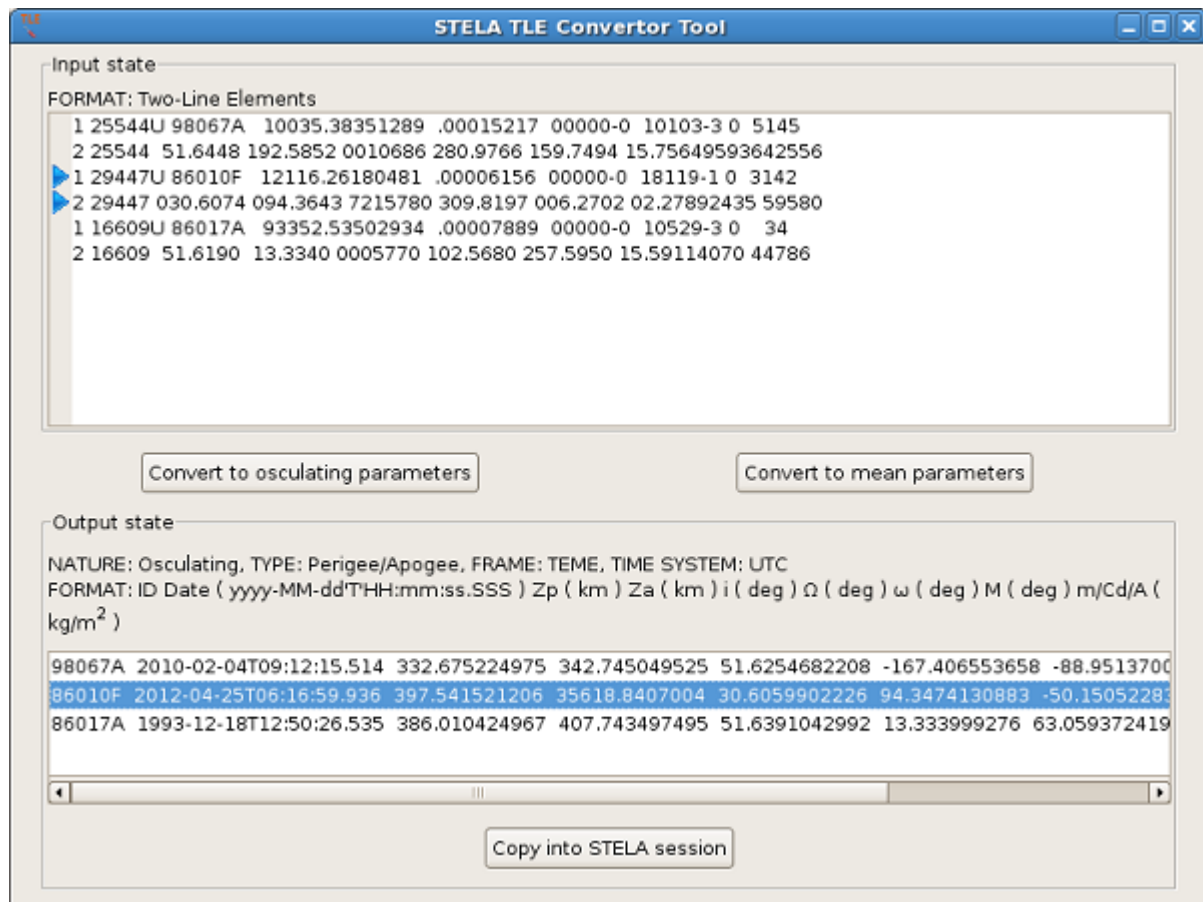 TLE
STELA TLE Convertor Tool
Input state
FORMAT: Two-Line Elements
1 25544U 98067A   10035.38351289  .00015217  00000-0  10103-3 0  5145
2 25544  51.6448 192.5852 0010686 280.9766 159.7494 15.75649593642556
1 29447U 86010F   12116.26180481  .00006156  00000-0  18119-1 0  3142
2 29447 030.6074 094.3643 7215780 309.8197 006.2702 02.27892435 59580
1 16609U 86017A   93352.53502934  .00007889  00000-0  10529-3 0    34
2 16609  51.6190  13.3340 0005770 102.5680 257.5950 15.59114070 44786
Convert to osculating parameters
Convert to mean parameters
Output state
NATURE: Osculating, TYPE: Perigee/Apogee, FRAME: TEME, TIME SYSTEM: UTC
FORMAT: ID Date ( yyyy-MM-dd'T'HH:mm:ss.SSS ) Zp ( km ) Za ( km ) i ( deg ) Ω ( deg ) ω ( deg ) M ( deg ) m/Cd/A (
kg/m² )
98067A  2010-02-04T09:12:15.514  332.675224975  342.745049525  51.6254682208  -167.406553658  -88.9513700
86010F  2012-04-25T06:16:59.936  397.541521206  35618.8407004  30.6059902226  94.3474130883  -50.15052283
86017A  1993-12-18T12:50:26.535  386.010424967  407.743497495  51.6391042992  13.333999276  63.059372419
Copy into STELA session